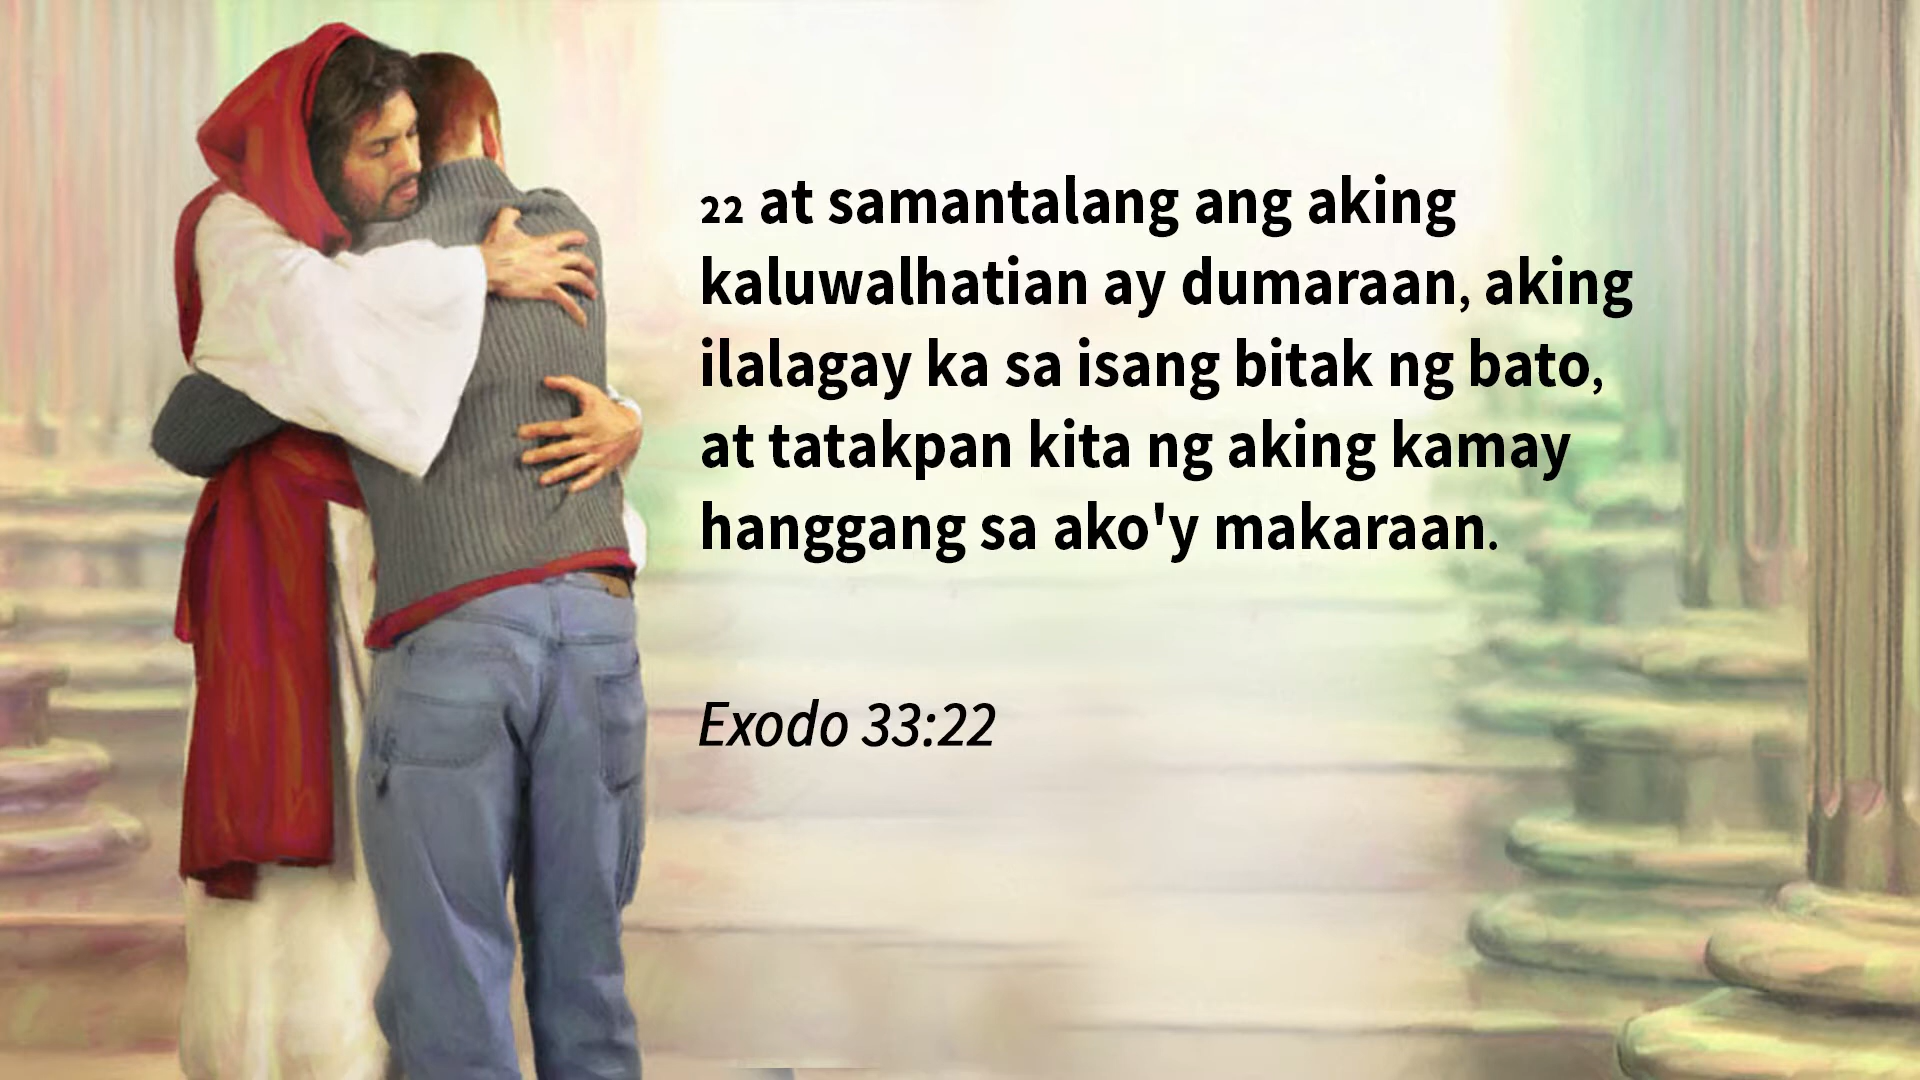 22 at samantalang ang aking
kaluwalhatian ay dumaraan, aking
ilalagay ka sa isang bitak ng bato,
at tatakpan kita ng aking kamay
hanggang sa ako'y makaraan.
Exodo 33:22